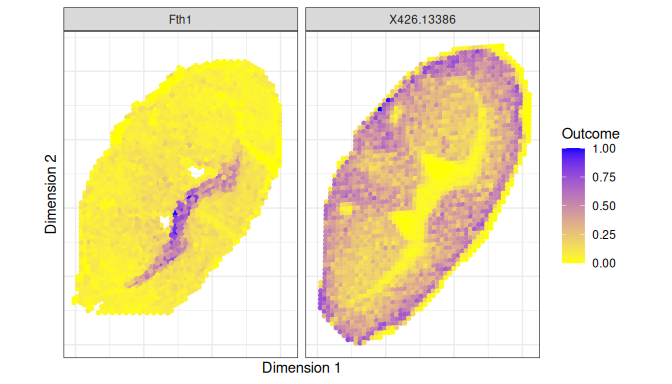 Fth1
X426.13386
Outcome
1.00
0.75
0.50
0.25
0.00
Dimension 2
Dimension 1